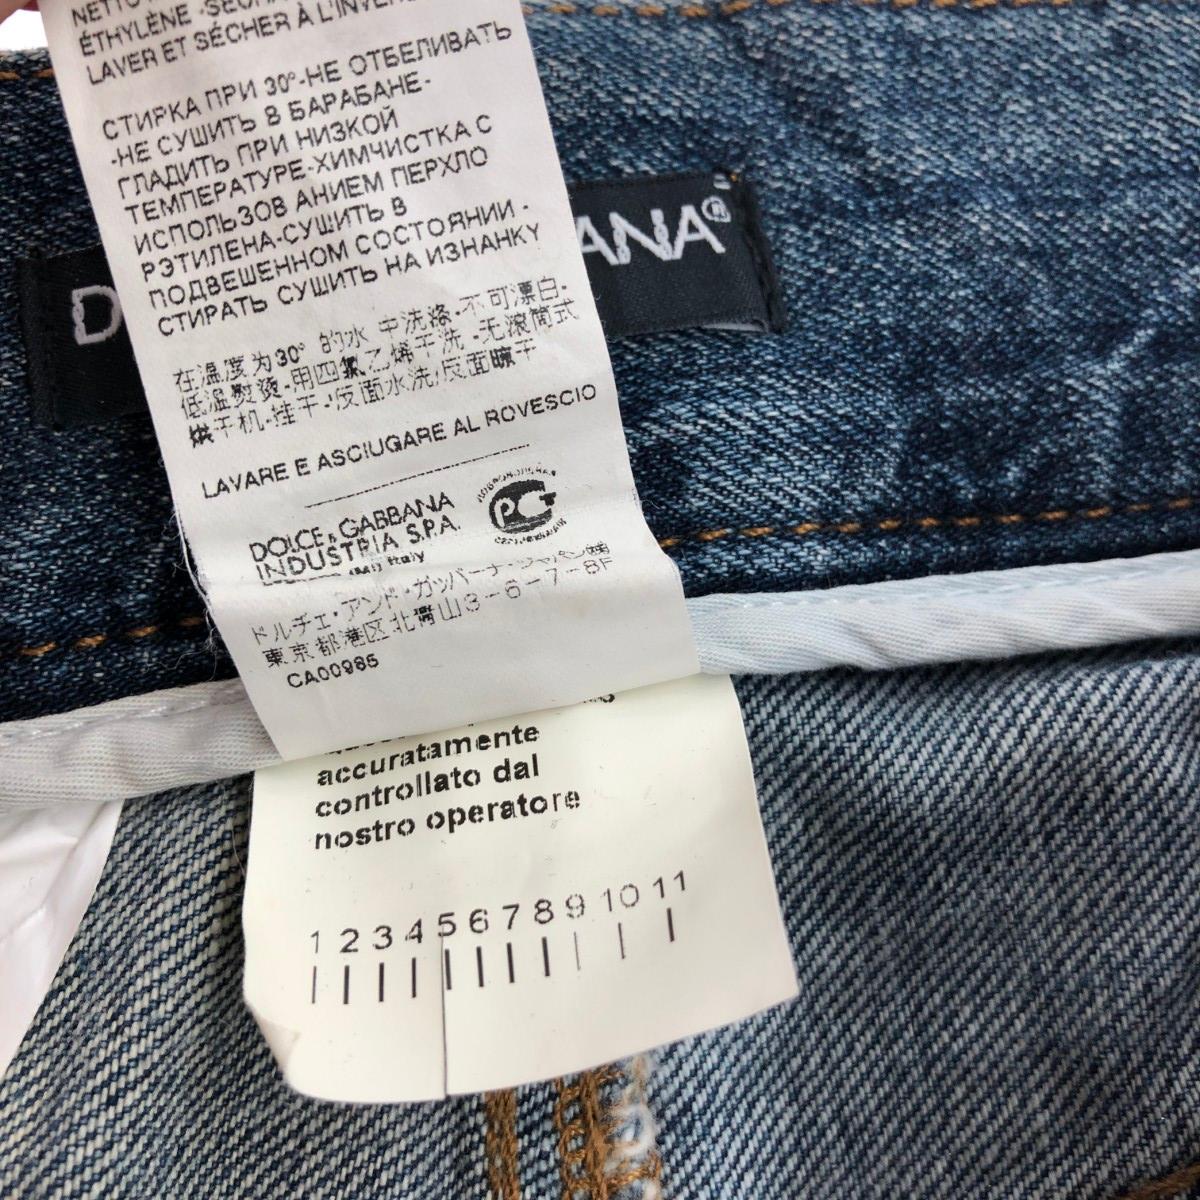 ÉTHYLÈNE
LAVER ET SÉCHER À L'INVERS
СТИРКА ПРИ 30°-НЕ ОТБЕЛИВАТЬ
-НЕ СУШИТЬ В БАРАБАНЕ-
ГЛАДИТЬ ПРИ НИЗКОЙ
ТЕМПЕРАТУРЕ-ХИМЧИСТКА С
ИСПОЛЬЗОВ АНИЕМ ПЕРХЛО
РЭТИЛЕНА-СУШИТЬ В
ПОДВЕШЕННОМ СОСТОЯНИИ -
СТИРАТЬ СУШИТЬ НА ИЗНАНКУ
在温度为30° 的水 中洗涤-不可漂白-
低温熨烫-用四氯乙烯干洗-无滚筒式
烘干机-挂干-反面水洗/反面晾干
LAVARE E ASCIUGARE AL ROVESCIO
DOLCE&GABBANA
INDUSTRIA S.P.A.
(MI) Italy
РСТ
ドルチェ・アンド・ガッバーナ・ジャパン㈱
東京都港区北青山3-6-7-8F
CA00985
D
ANA®
accuratamente
controllato dal
nostro operatore
1 2 3 4 5 6 7 8 9 10 11